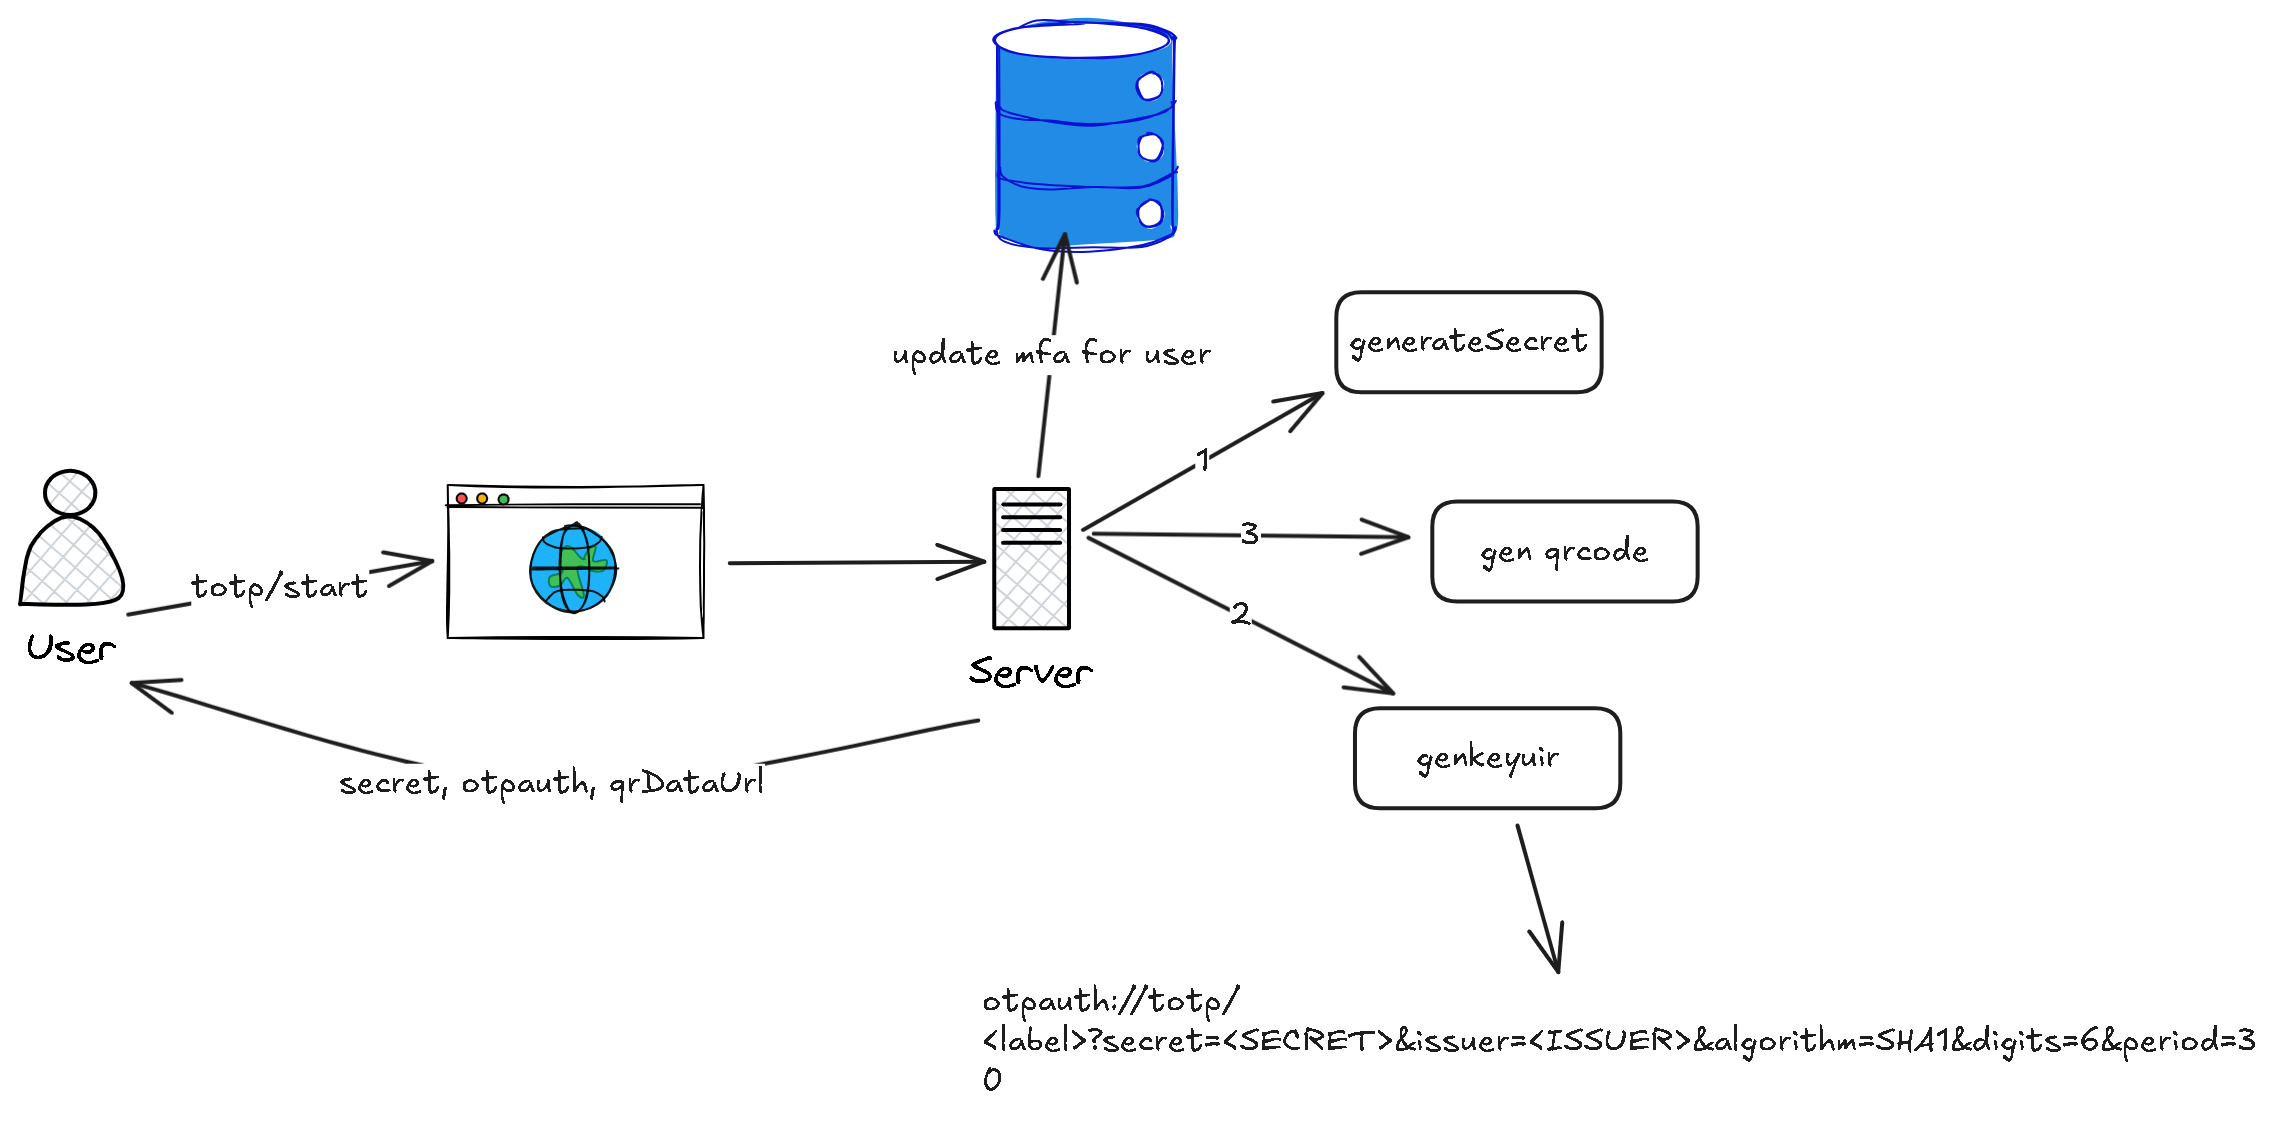 update mfa for user
generateSecret
1
3
gen qrcode
totp/start
2
User
Server
secret, otpauth, qrDataUrl
genkeyuir
otpauth://totp/
<label>?secret=<SECRET>&issuer=<ISSUER>&algorithm=SHA1&digits=6&period=3
0